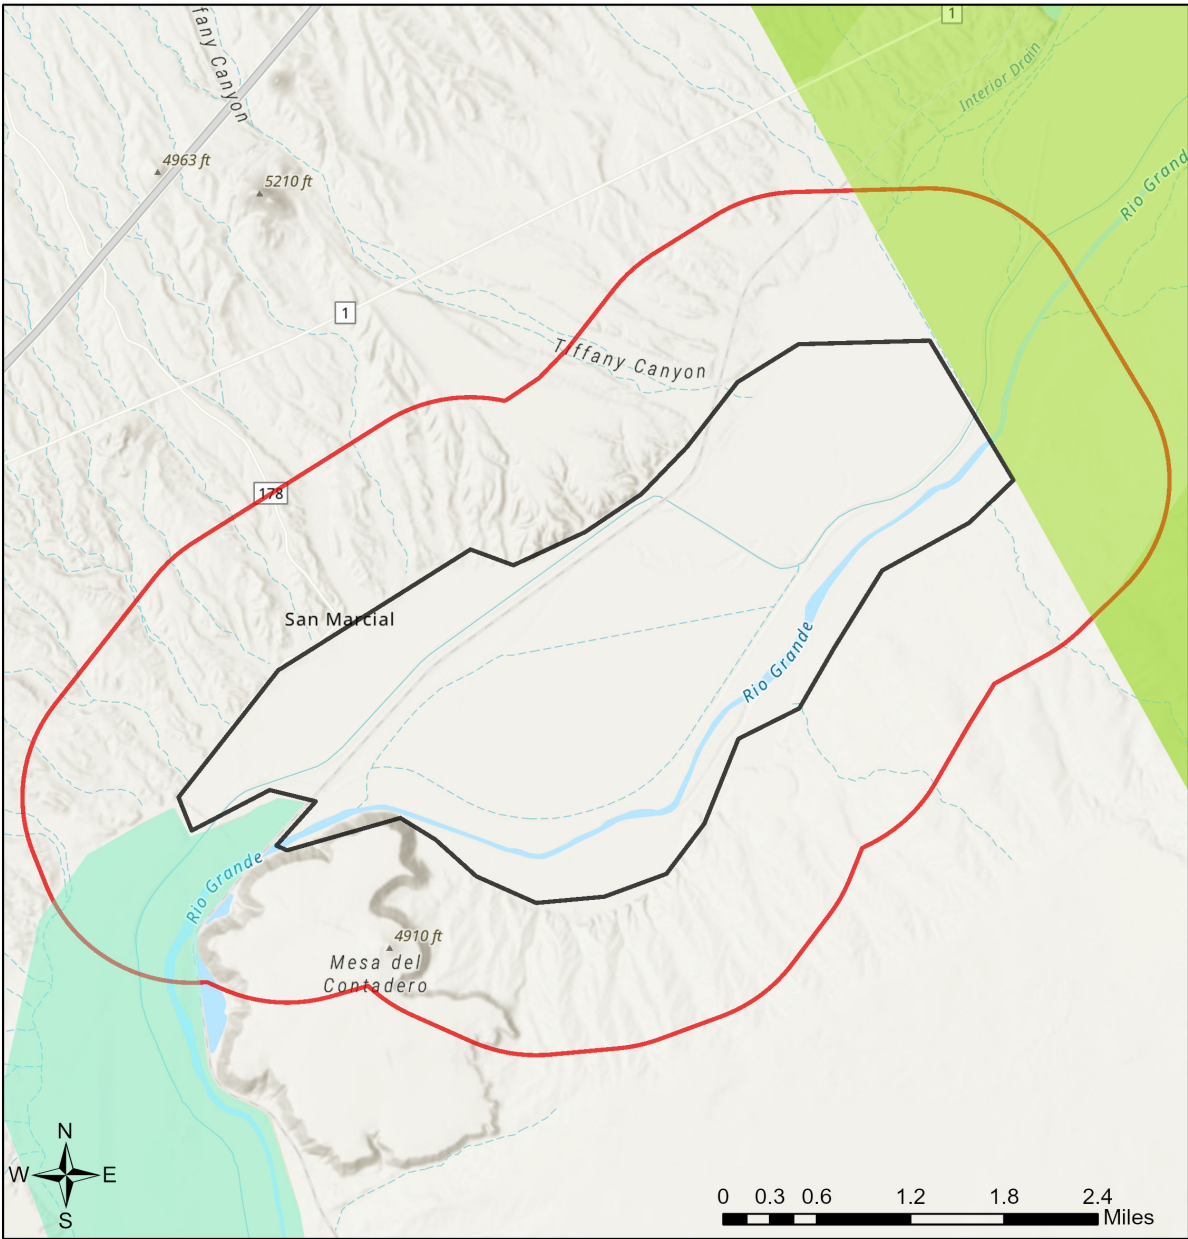 ffany Canyon
1
Interior Drain
4963 ft
5210 ft
Rio Grand
1
Tiffany Canyon
178
San Marcial
Rio Grande
Rio Grande
4910 ft
Mesa del
Contadero
N
W E
S
0 0.3 0.6 1.2 1.8 2.4
Miles